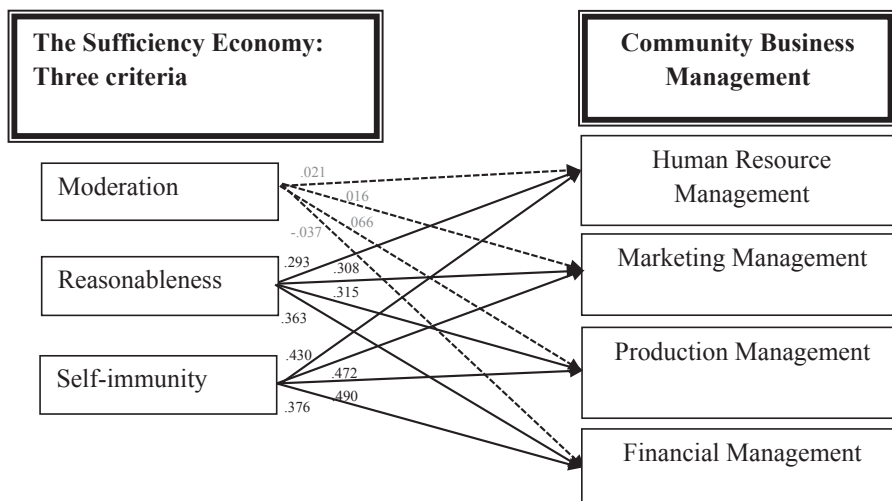 The Sufficiency Economy:
Three criteria
Community Business
Management
Moderation
Reasonableness
Self-immunity
.021
.016
.066
-.037
.293
.308
.315
.363
.430
.472
.490
.376
Human Resource
Management
Marketing Management
Production Management
Financial Management